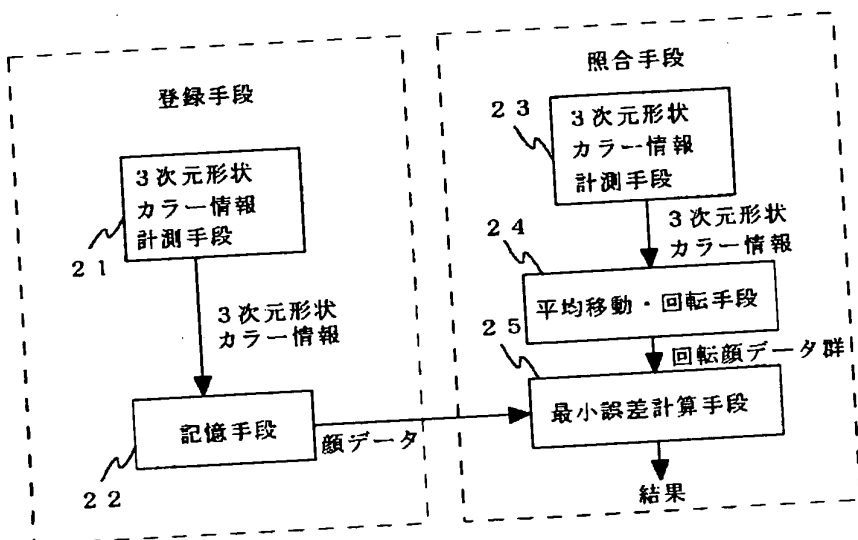 登録手段
3次元形状
カラー情報
計測手段
21
3次元形状
カラー情報
記憶手段
22
顔データ
照合手段
23
3次元形状
カラー情報
計測手段
3次元形状
カラー情報
24
平均移動・回転手段
25
回転顔データ群
最小誤差計算手段
結果